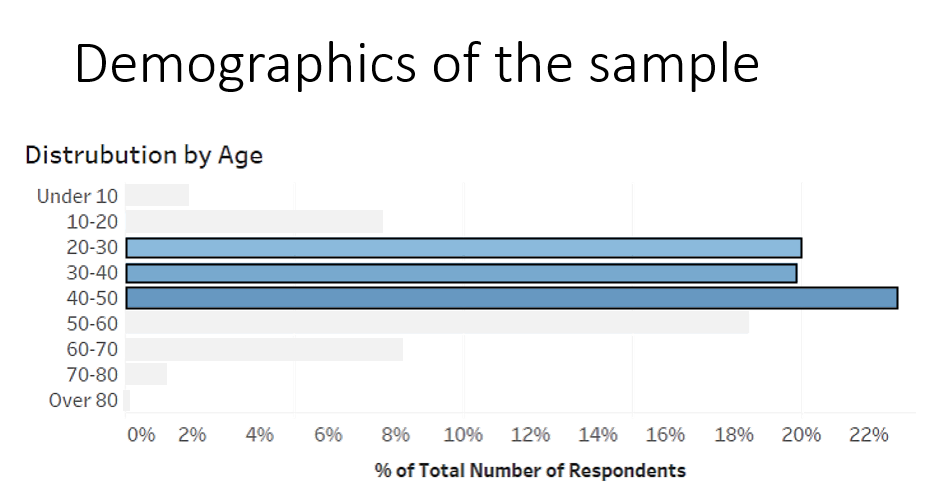 Demographics of the sample
Distrubution by Age
Under 10
10-20
20-30
30-40
40-50
50-60
60-70
70-80
Over 80
0% 2% 4% 6% 8% 10% 12% 14% 16% 18% 20% 22%
% of Total Number of Respondents